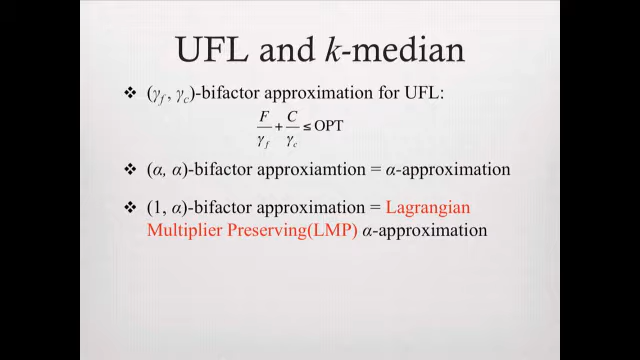 UFL and k-median
❖ (γf, γc)-bifactor approximation for UFL:
F/γf + C/γc ≤ OPT
❖ (α, α)-bifactor approxiamtion = α-approximation
❖ (1, α)-bifactor approximation = Lagrangian
Multiplier Preserving(LMP) α-approximation